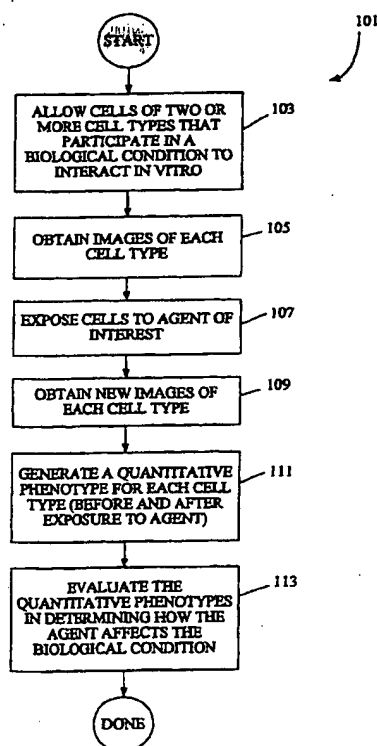 START
101
ALLOW CELLS OF TWO OR
MORE CELL TYPES THAT
PARTICIPATE IN A
BIOLOGICAL CONDITION TO
INTERACT IN VITRO
103
OBTAIN IMAGES OF EACH
CELL TYPE
105
EXPOSE CELLS TO AGENT OF
INTEREST
107
OBTAIN NEW IMAGES OF
EACH CELL TYPE
109
GENERATE A QUANTITATIVE
PHENOTYPE FOR EACH CELL
TYPE (BEFORE AND AFTER
EXPOSURE TO AGENT)
111
EVALUATE THE
QUANTITATIVE PHENOTYPES
IN DETERMINING HOW THE
AGENT AFFECTS THE
BIOLOGICAL CONDITION
113
DONE